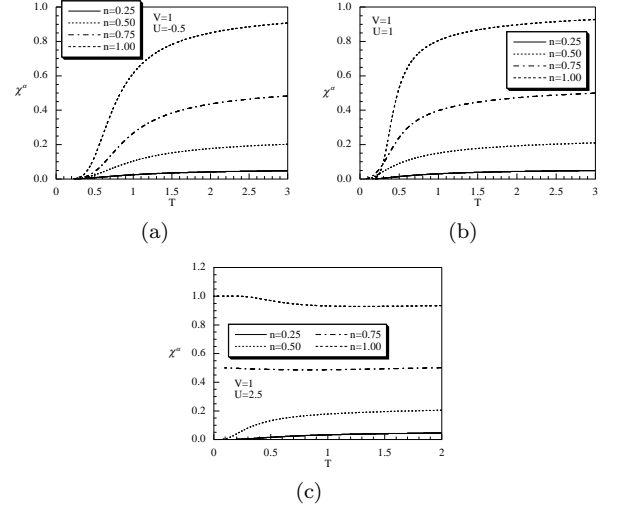 1.0
0.8
0.6
0.4
0.2
0.0
χᵅ
n=0.25
n=0.50
n=0.75
n=1.00
V=1
U=-0.5
0 0.5 1 1.5 2 2.5 3
T
(a)
1.0
0.8
0.6
0.4
0.2
0.0
χᵅ
V=1
U=1
n=0.25
n=0.50
n=0.75
n=1.00
0 0.5 1 1.5 2 2.5 3
T
(b)
1.2
1.0
0.8
0.6
0.4
0.2
0.0
χᵅ
n=0.25 n=0.75
n=0.50 n=1.00
V=1
U=2.5
0 0.5 1 1.5 2
T
(c)